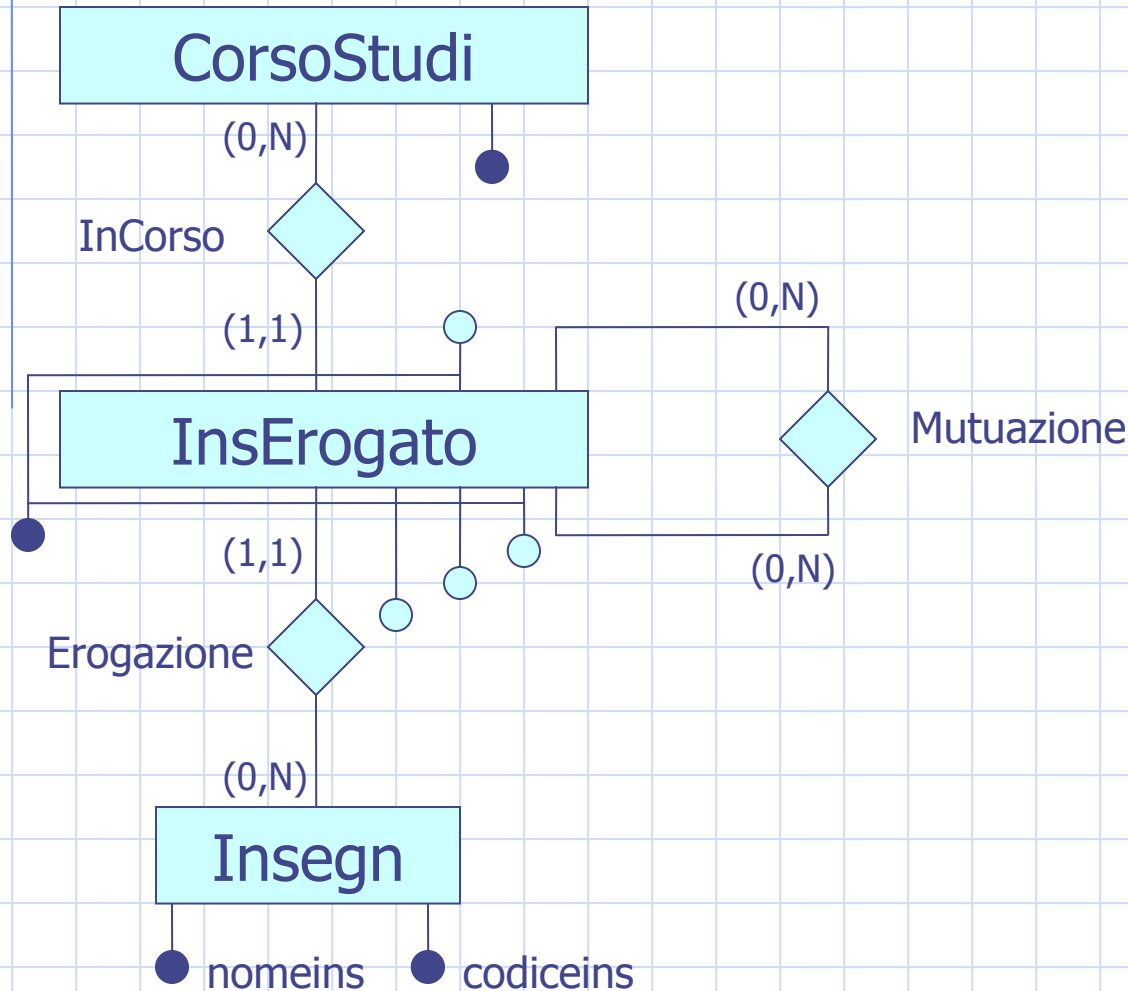 CorsoStudi
(0,N)
InCorso
(1,1)
(0,N)
InsErogato
Mutuazione
(1,1)
(0,N)
Erogazione
(0,N)
Insegn
nomeins
codiceins